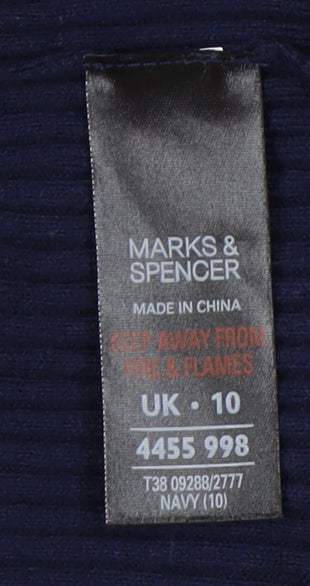 MARKS &
SPENCER
MADE IN CHINA
KEEP AWAY FROM
FIRE & FLAMES
UK • 10
4455 998
T38 09288/2777
NAVY (10)